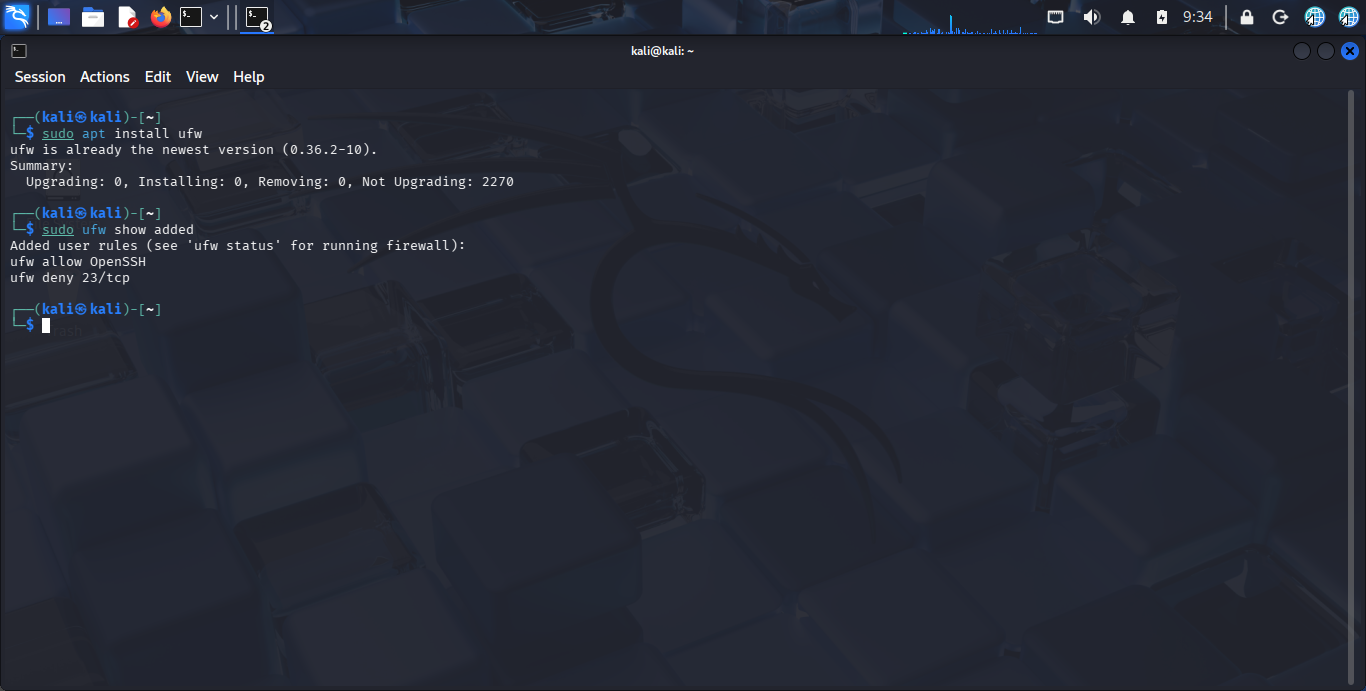 2
9:34
kali@kali: ~
Session Actions Edit View Help
┌──(kali㉿kali)-[~]
└─$ sudo apt install ufw
ufw is already the newest version (0.36.2-10).
Summary:
  Upgrading: 0, Installing: 0, Removing: 0, Not Upgrading: 2270
┌──(kali㉿kali)-[~]
└─$ sudo ufw show added
Added user rules (see 'ufw status' for running firewall):
ufw allow OpenSSH
ufw deny 23/tcp
┌──(kali㉿kali)-[~]
└─$